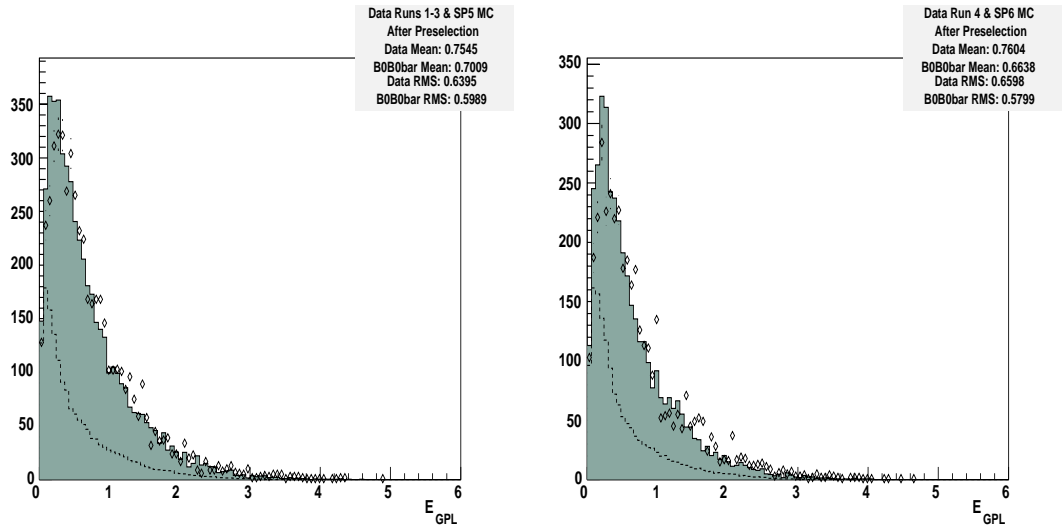 Data Runs 1-3 & SP5 MC
After Preselection
Data Mean: 0.7545
B0B0bar Mean: 0.7009
Data RMS: 0.6395
B0B0bar RMS: 0.5989
350
300
250
200
150
100
50
0
0 1 2 3 4 5 6
E GPL
Data Run 4 & SP6 MC
After Preselection
Data Mean: 0.7604
B0B0bar Mean: 0.6638
Data RMS: 0.6598
B0B0bar RMS: 0.5799
350
300
250
200
150
100
50
0
0 1 2 3 4 5 6
E GPL